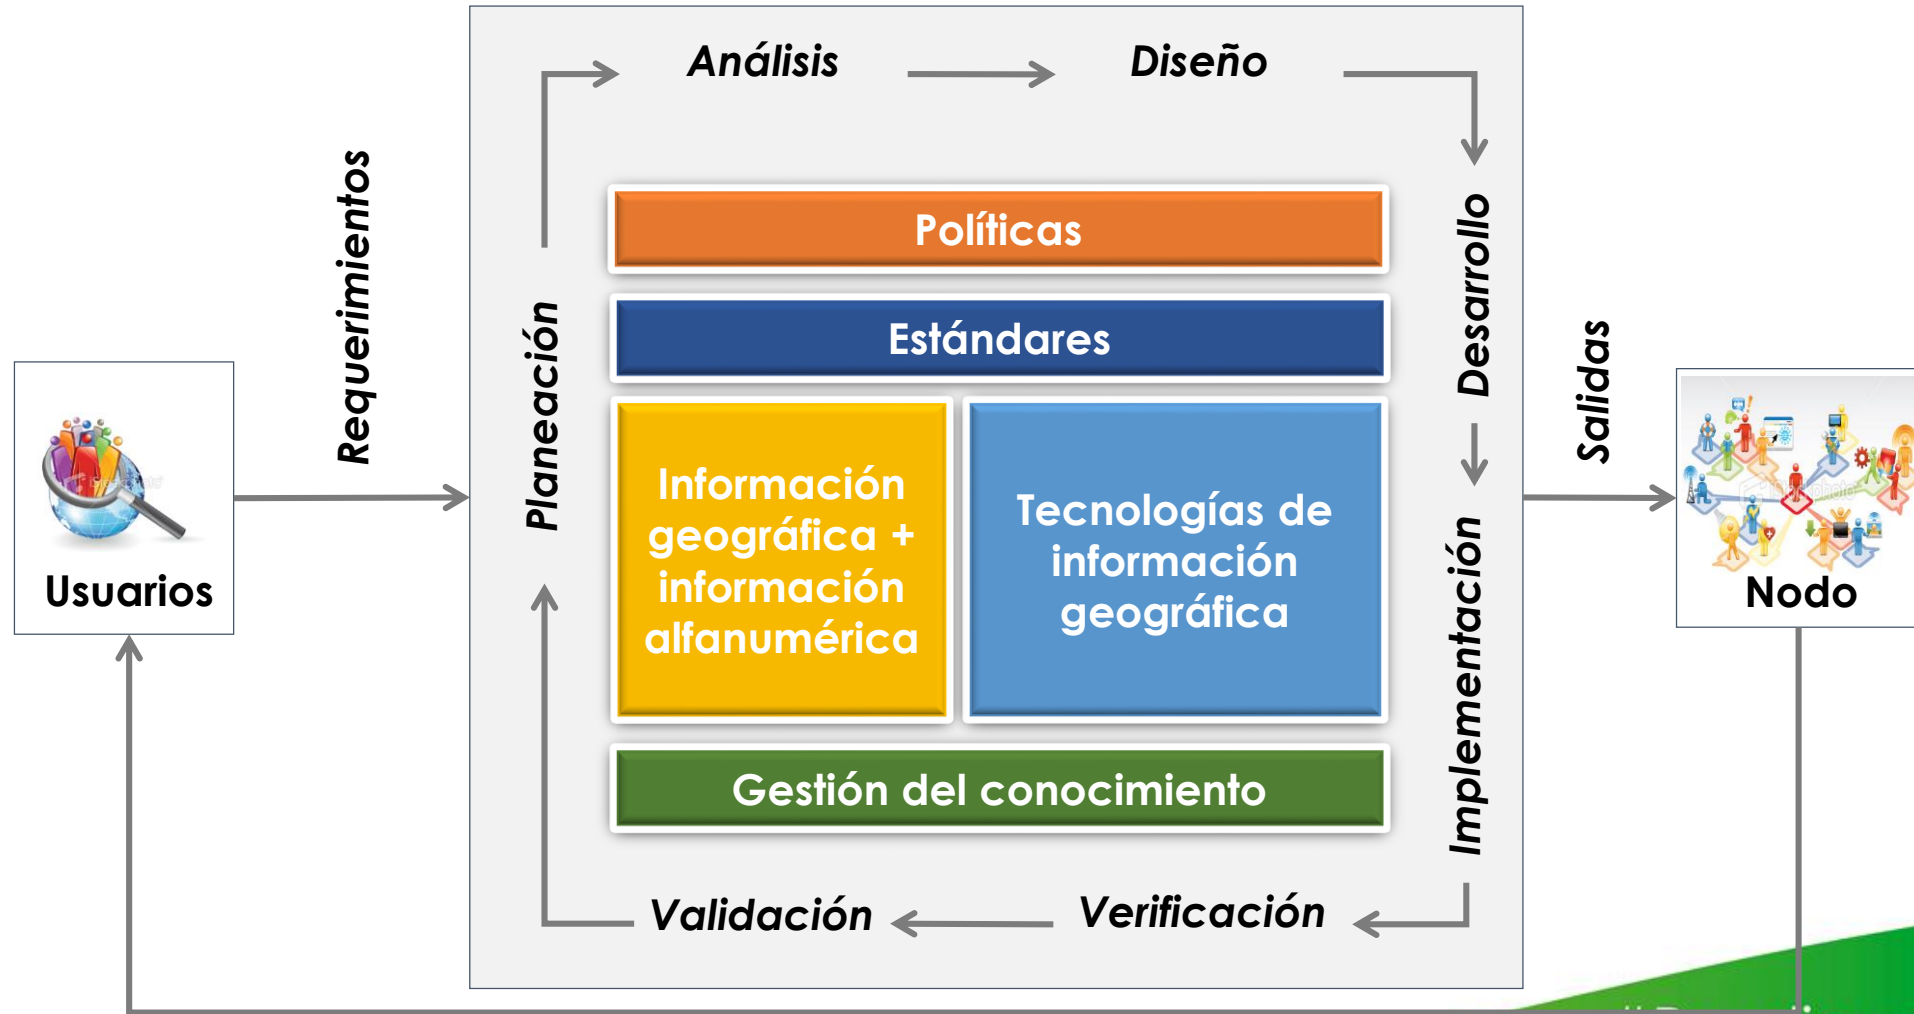 Análisis
Diseño
Requerimientos
Planeación
Políticas
Estándares
Desarrollo
Información
geográfica +
información
alfanumérica
Tecnologías de
información
geográfica
Implementación
Salidas
Usuarios
Nodo
Gestión del conocimiento
Validación
Verificación